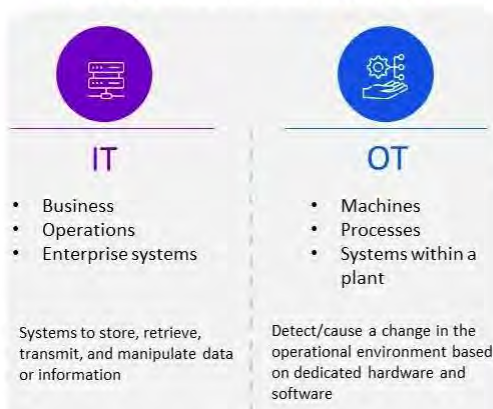 IT
• Business
• Operations
• Enterprise systems
Systems to store, retrieve,
transmit, and manipulate data
or information
OT
• Machines
• Processes
• Systems within a
plant
Detect/cause a change in the
operational environment based
on dedicated hardware and
software